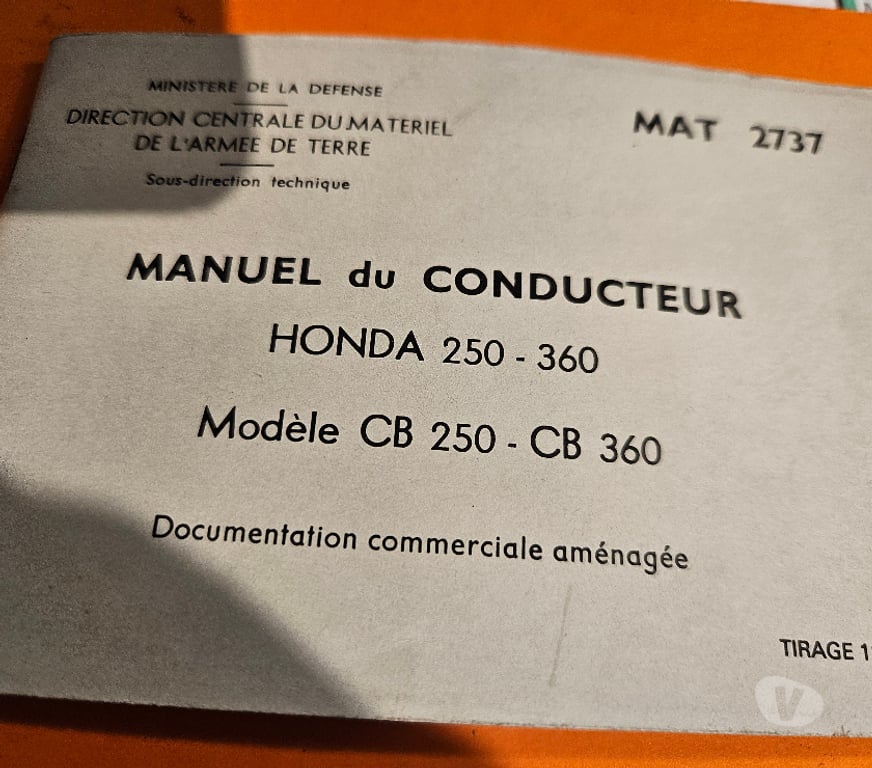 MINISTERE DE LA DEFENSE
DIRECTION CENTRALE DU MATERIEL
DE L'ARMEE DE TERRE
Sous-direction technique
MAT 2737
MANUEL du CONDUCTEUR
HONDA 250 - 360
Modèle CB 250 - CB 360
Documentation commerciale aménagée
TIRAGE
V